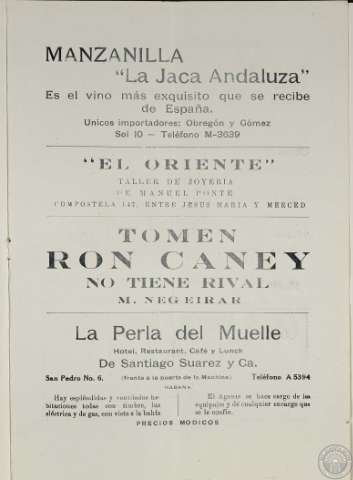 MANZANILLA
"La Jaca Andaluza"
Es el vino más exquisito que se recibe
de España.
Unicos importadores: Obregón y Gómez
Sol 10 — Teléfono M-3639
"EL ORIENTE"
TALLER DE JOYERIA
DE MANUEL PONTE
COMPOSTELA 147, ENTRE JESUS MARIA Y MERCED
TOMEN
RON CANEY
NO TIENE RIVAL
M. NEGEIRAR
La Perla del Muelle
Hotel, Restaurant, Café y Lunch
De Santiago Suarez y Ca.
San Pedro No. 6. (frente a la puerta de la Machina) Teléfono A 5394
HABANA.
Hay espléndidas y ventiladas ha-
bitaciones todas con timbre, luz
eléctrica y de gas, con vista a la bahía
El Agente se hace cargo de los
equipajes y de cualquier encargo que
se le confíe.
PRECIOS MODICOS